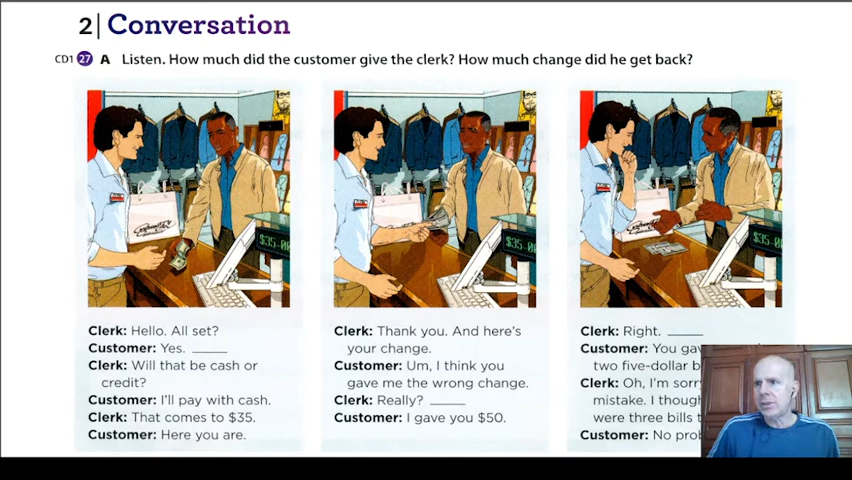 2 | Conversation
CD1 27 A Listen. How much did the customer give the clerk? How much change did he get back?
$35.00
$35.0
$35.0
Clerk: Hello. All set?
Customer: Yes. _____
Clerk: Will that be cash or
credit?
Customer: I'll pay with cash.
Clerk: That comes to $35.
Customer: Here you are.
Clerk: Thank you. And here's
your change.
Customer: Um, I think you
gave me the wrong change.
Clerk: Really? _____
Customer: I gave you $50.
Clerk: Right. _____
Customer: You gav
two five-dollar b
Clerk: Oh, I'm sorr
mistake. I though
were three bills t
Customer: No prob